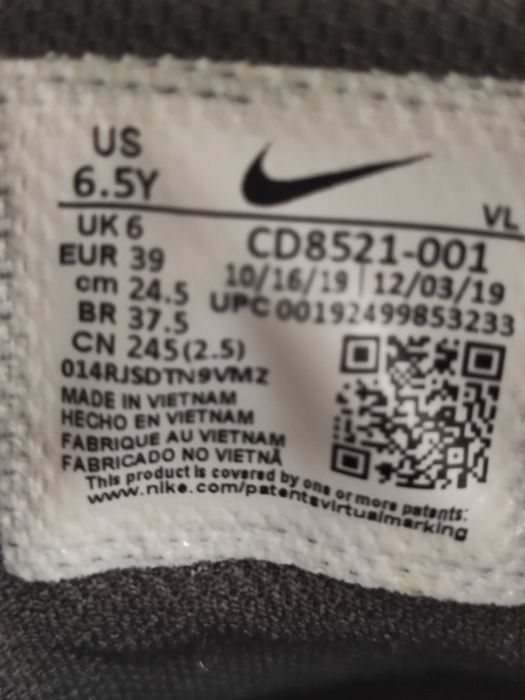 US
6.5Y
VL
UK 6
EUR 39
cm 24.5
BR 37.5
CN 245(2.5)
CD8521-001
10/16/19 | 12/03/19
UPC 00192499853233
014RJSDTN9VMZ
MADE IN VIETNAM
HECHO EN VIETNAM
FABRIQUE AU VIETNAM
FABRICADO NO VIETNÃ
This product is covered by one or more patents:
www.nike.com/patentsvirtualmarking